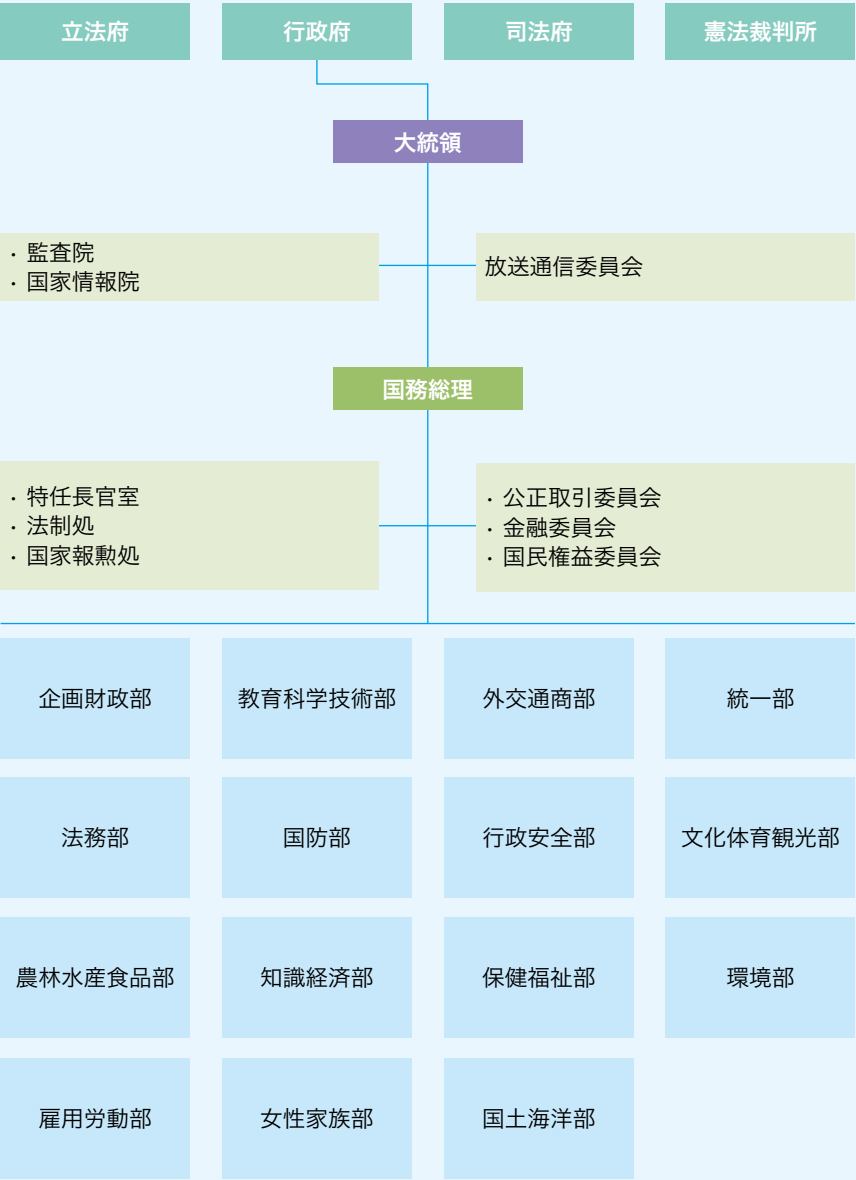 立法府
行政府
司法府
憲法裁判所
大統領
・監査院
・国家情報院
放送通信委員会
国務総理
・特任長官室
・法制処
・国家報勲処
・公正取引委員会
・金融委員会
・国民権益委員会
企画財政部
教育科学技術部
外交通商部
統一部
法務部
国防部
行政安全部
文化体育観光部
農林水産食品部
知識経済部
保健福祉部
環境部
雇用労動部
女性家族部
国土海洋部